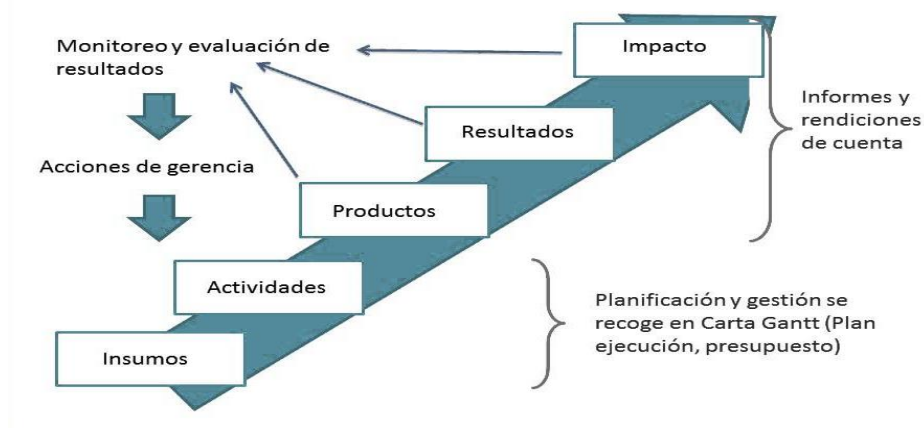 Monitoreo y evaluación de
resultados
Impacto
Informes y
rendiciones
de cuenta
Resultados
Acciones de gerencia
Productos
Actividades
Planificación y gestión se
recoge en Carta Gantt (Plan
ejecución, presupuesto)
Insumos